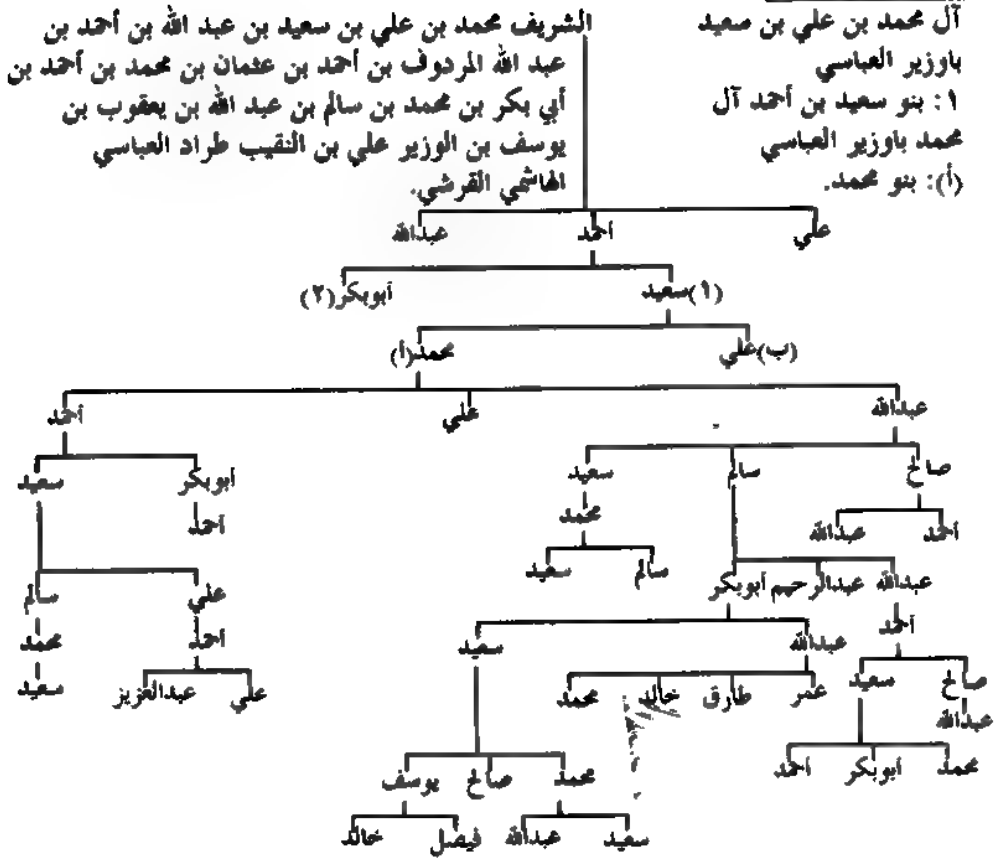 آل محمد بن علي بن سعيد
باوزير العباسي
١: بنو سعيد بن أحمد آل
محمد باوزير العباسي
(أ): بنو محمد.
الشريف محمد بن علي بن سعيد بن عبد الله بن أحمد بن
عبد الله المردوف بن أحمد بن عثمان بن محمد بن أحمد بن
أبي بكر بن محمد بن سالم بن عبد الله بن يعقوب بن
يوسف بن الوزير علي بن النقيب طراد العباسي
الهاشمي القرشي.
علي أحمد عبدالله
(١)سعيد أبوبكر(٢)
(ب)علي محمد(أ)
عبدالله علي أحمد
صالح سالم سعيد أبوبكر سعيد
أحمد عبدالله محمد أحمد
سالم سعيد
عبدالله عبدالرحيم أبوبكر علي سالم
أحمد عبدالله سعيد أحمد محمد
صالح سعيد عمر طارق خالد محمد علي عبدالعزيز سعيد
عبدالله
محمد أبوبكر أحمد محمد صالح يوسف
سعيد عبدالله فيصل خالد